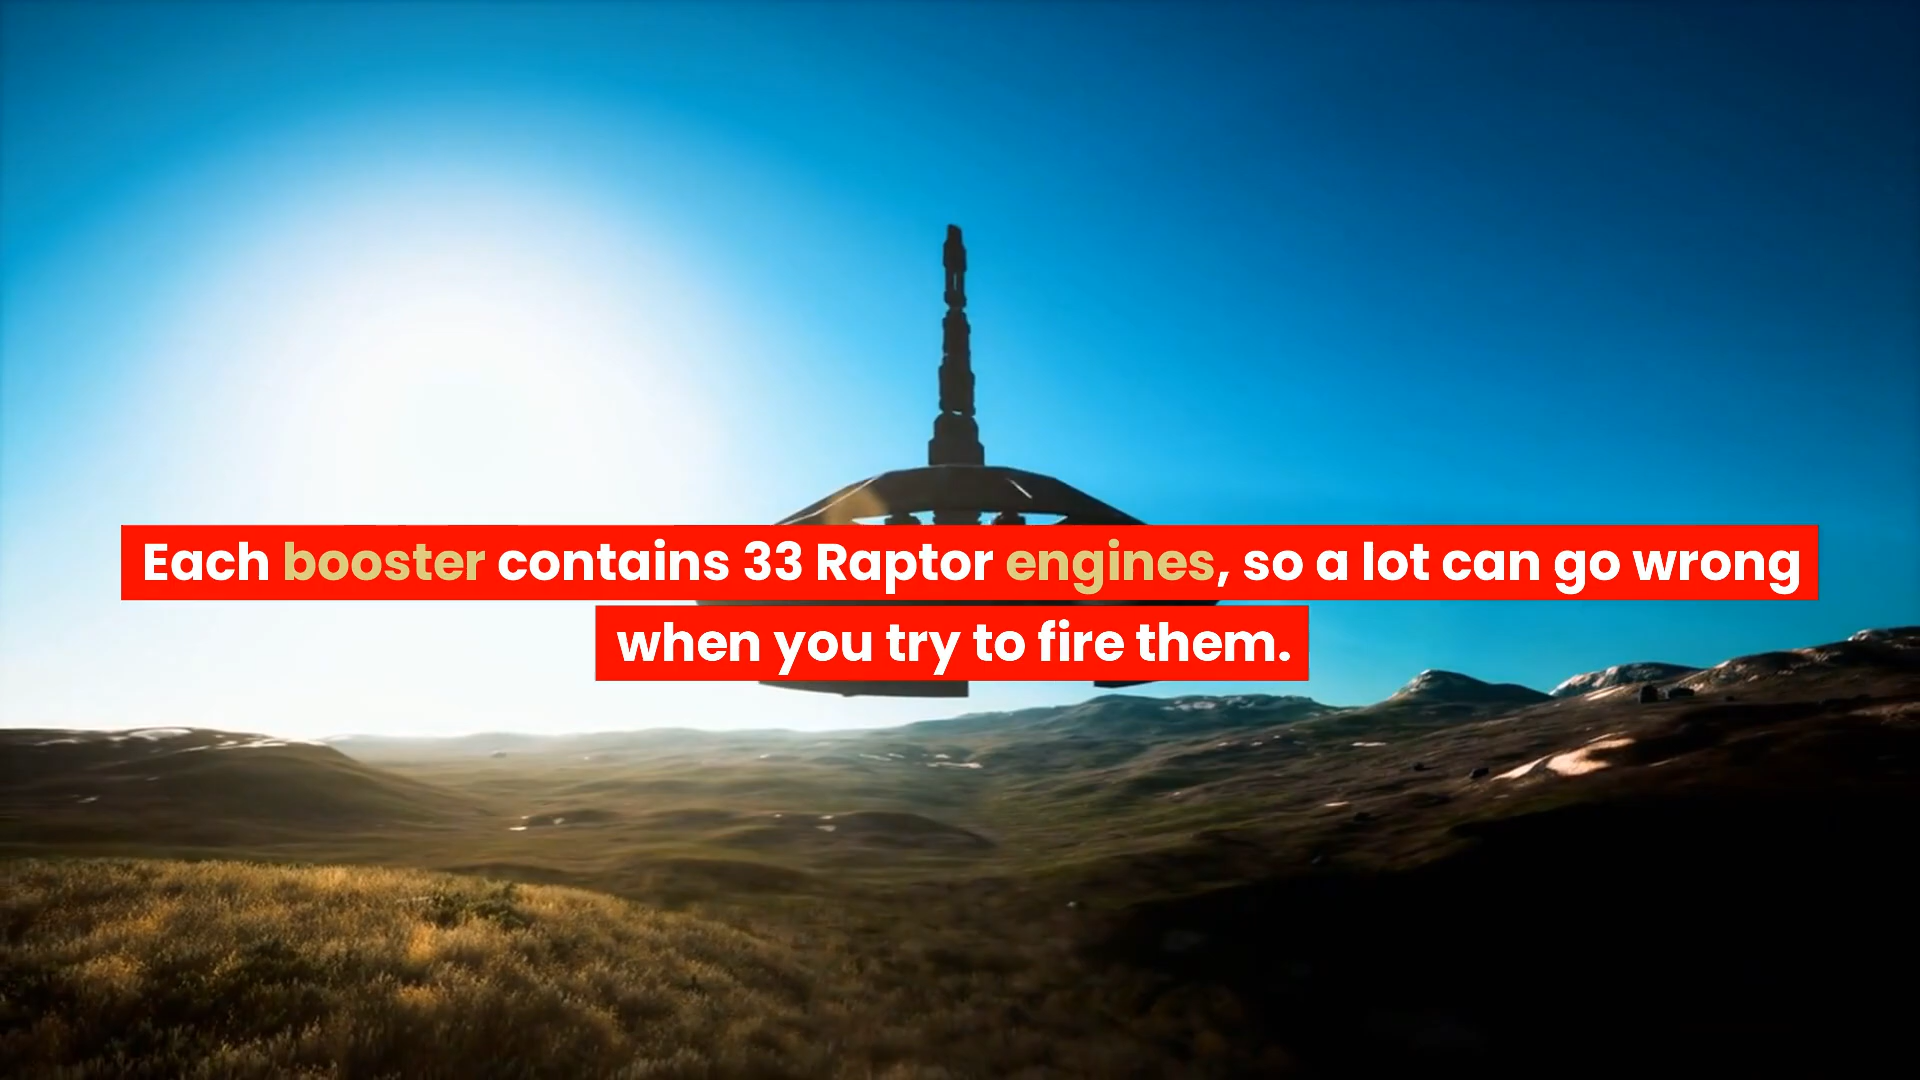 Each booster contains 33 Raptor engines, so a lot can go wrong
when you try to fire them.